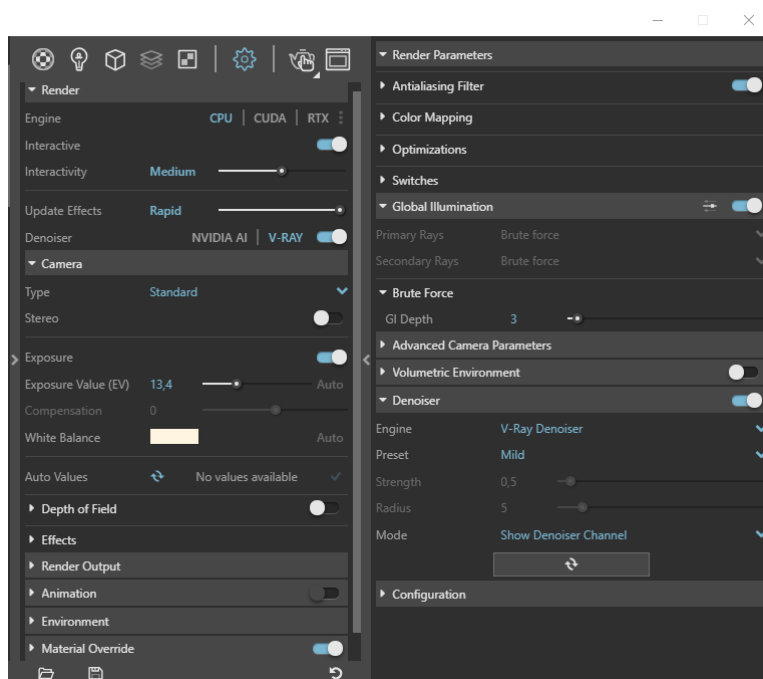 Render
Engine CPU | CUDA | RTX
Interactive
Interactivity Medium
Update Effects Rapid
Denoiser NVIDIA AI | V-RAY
Camera
Type Standard
Stereo
Exposure
Exposure Value (EV) 13,4 Auto
Compensation 0
White Balance Auto
Auto Values No values available
Depth of Field
Effects
Render Output
Animation
Environment
Material Override
Render Parameters
Antialiasing Filter
Color Mapping
Optimizations
Switches
Global Illumination
Primary Rays Brute force
Secondary Rays Brute force
Brute Force
GI Depth 3
Advanced Camera Parameters
Volumetric Environment
Denoiser
Engine V-Ray Denoiser
Preset Mild
Strength 0,5
Radius 5
Mode Show Denoiser Channel
Configuration